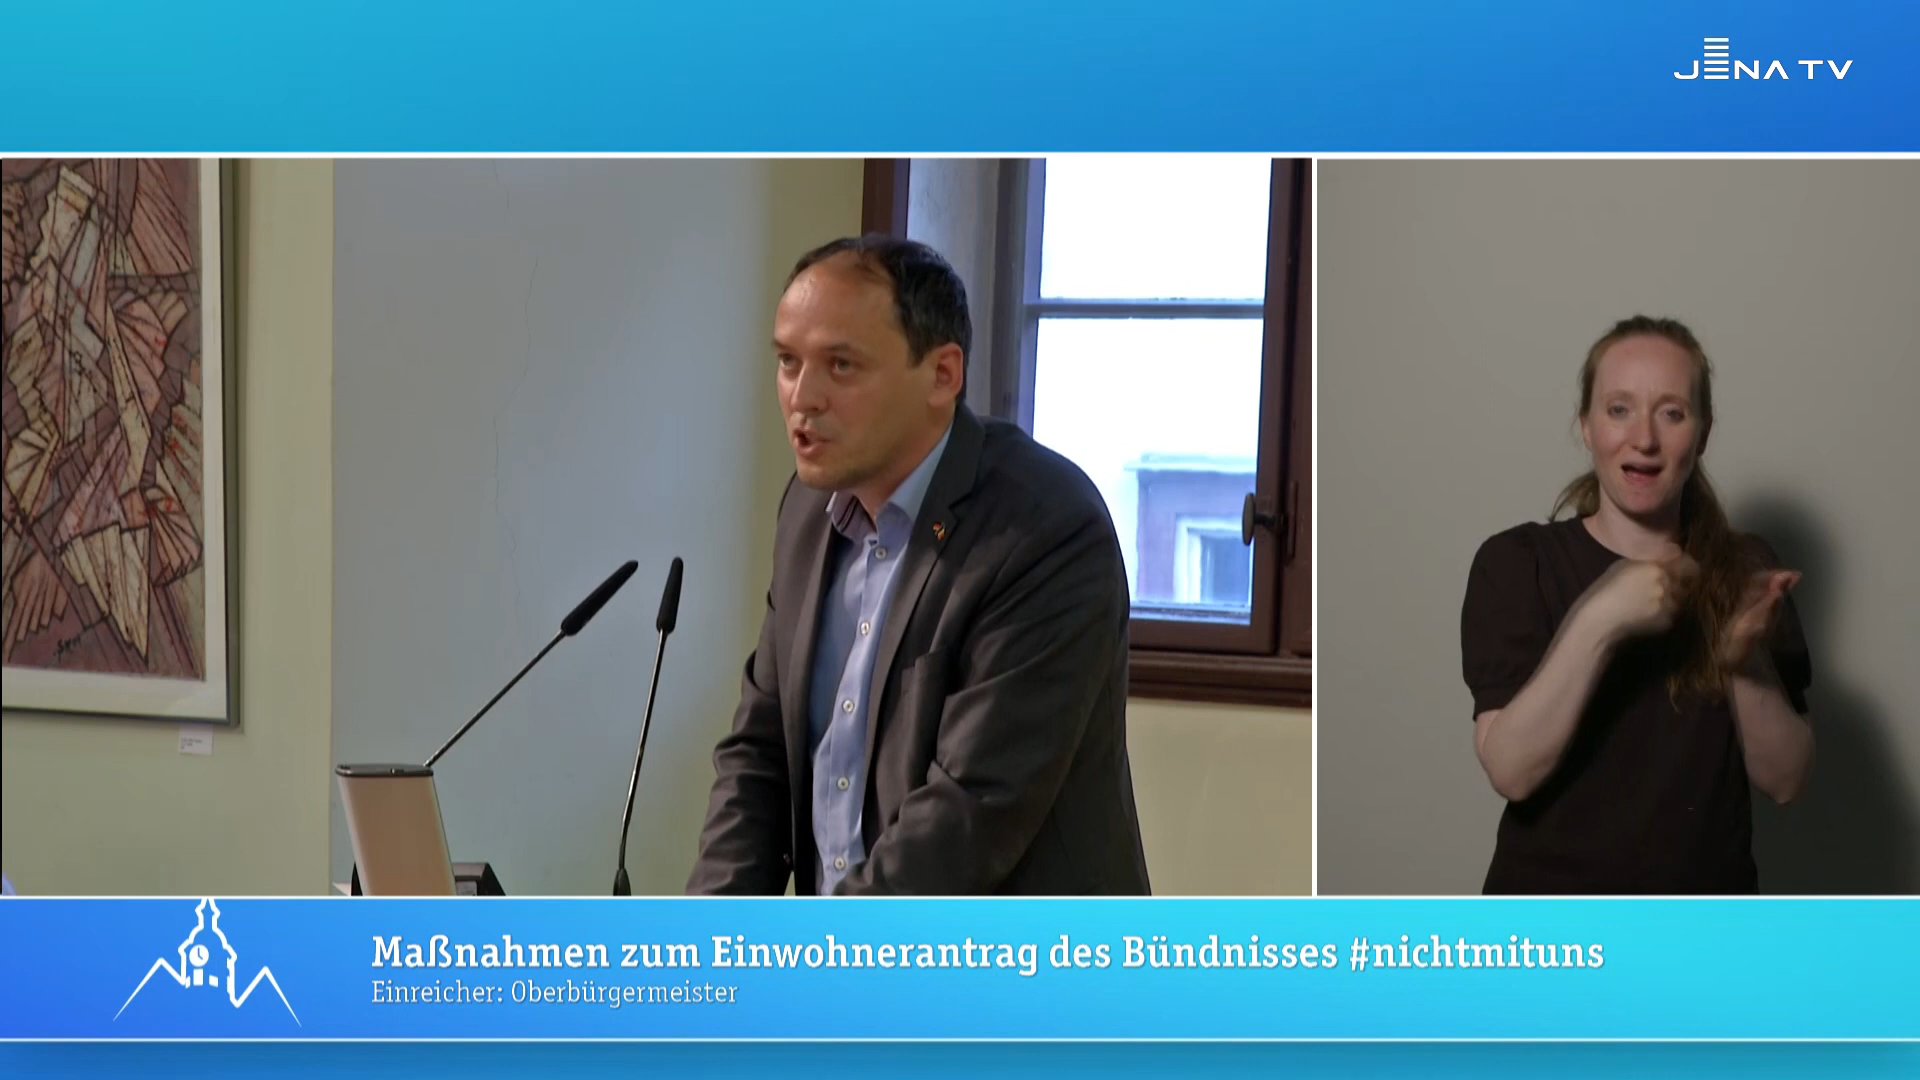 JENA TV
Maßnahmen zum Einwohnerantrag des Bündnisses #nichtmituns
Einreicher: Oberbürgermeister